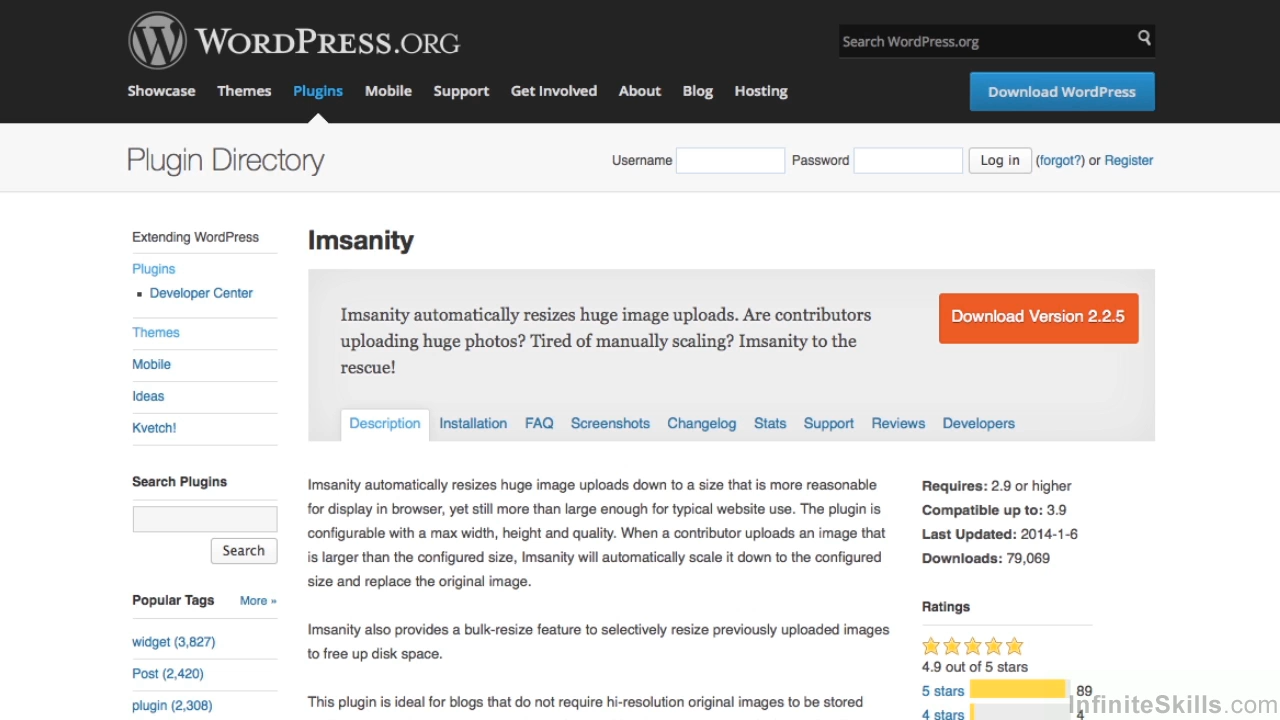 WORDPRESS.ORG
Search WordPress.org
Showcase Themes Plugins Mobile Support Get Involved About Blog Hosting
Download WordPress
Plugin Directory
Username Password Log in (forgot?) or Register
Extending WordPress
Plugins
Developer Center
Themes
Mobile
Ideas
Kvetch!
Search Plugins
Search
Popular Tags More »
widget (3,827)
Post (2,420)
plugin (2,308)
Imsanity
Imsanity automatically resizes huge image uploads. Are contributors
uploading huge photos? Tired of manually scaling? Imsanity to the
rescue!
Download Version 2.2.5
Description Installation FAQ Screenshots Changelog Stats Support Reviews Developers
Imsanity automatically resizes huge image uploads down to a size that is more reasonable
for display in browser, yet still more than large enough for typical website use. The plugin is
configurable with a max width, height and quality. When a contributor uploads an image that
is larger than the configured size, Imsanity will automatically scale it down to the configured
size and replace the original image.
Imsanity also provides a bulk-resize feature to selectively resize previously uploaded images
to free up disk space.
This plugin is ideal for blogs that do not require hi-resolution original images to be stored
Requires: 2.9 or higher
Compatible up to: 3.9
Last Updated: 2014-1-6
Downloads: 79,069
Ratings
4.9 out of 5 stars
5 stars 89
4 stars 4
InfiniteSkills.com